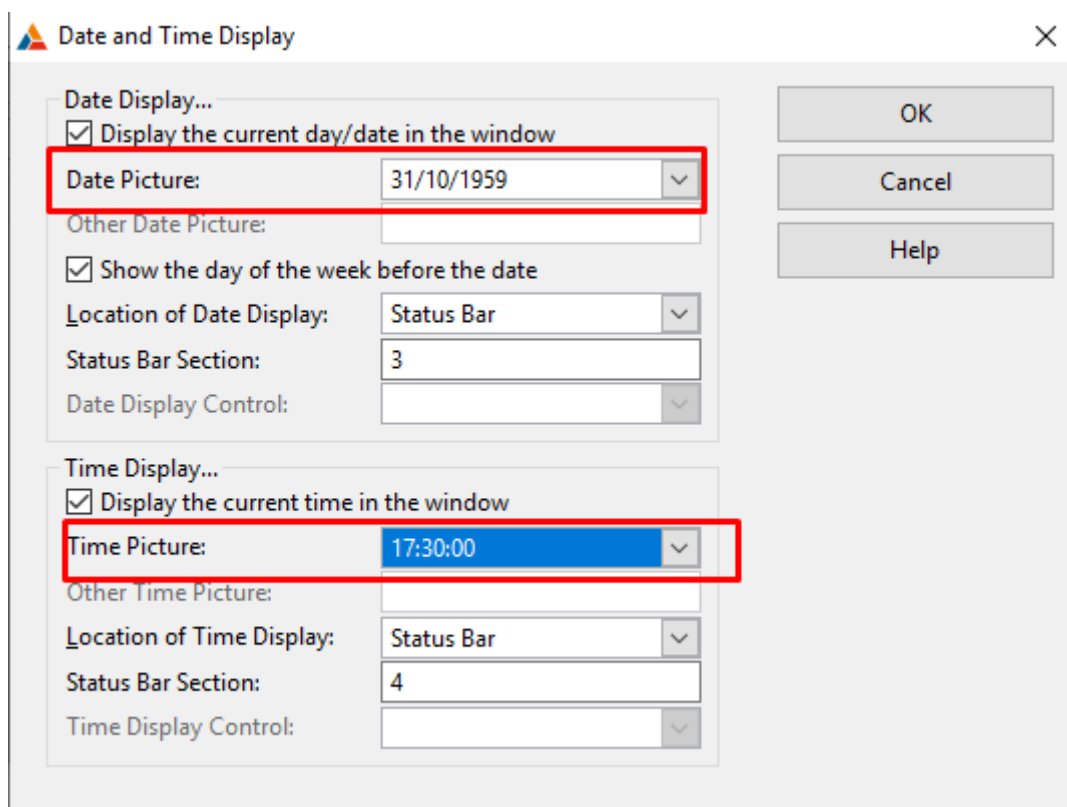 Date and Time Display
Date Display...
Display the current day/date in the window
Date Picture: 31/10/1959
Other Date Picture:
Show the day of the week before the date
Location of Date Display: Status Bar
Status Bar Section: 3
Date Display Control:
Time Display...
Display the current time in the window
Time Picture: 17:30:00
Other Time Picture:
Location of Time Display: Status Bar
Status Bar Section: 4
Time Display Control:
OK
Cancel
Help